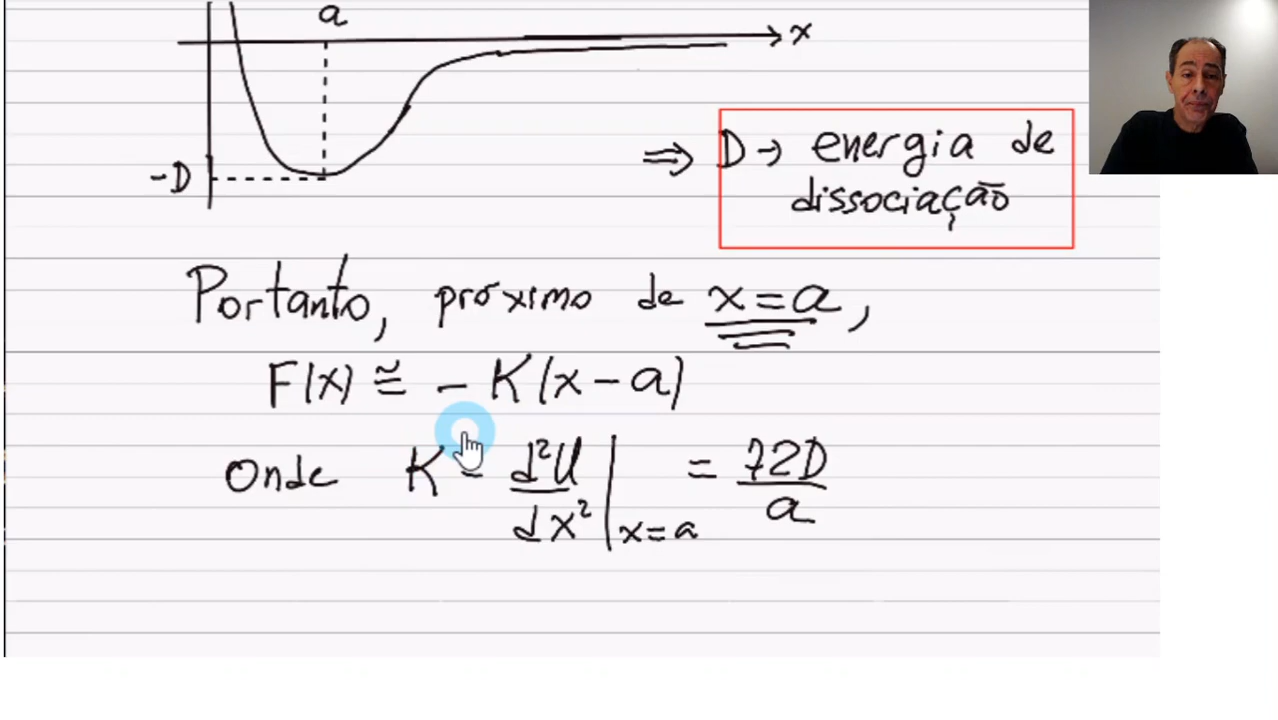 a
x
-D
⇒ D → energia de
dissociação
Portanto, próximo de x = a,
F(x) ≅ - K(x - a)
Onde K = d²U/dx² |x=a = 72D/a